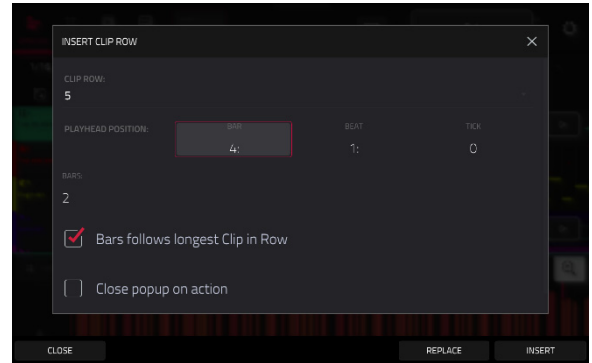 INSERT CLIP ROW
CLIP ROW:
5
PLAYHEAD POSITION:
BAR BEAT TICK
4: 1: 0
BARS:
2
Bars follows longest Clip in Row
Close popup on action
CLOSE REPLACE INSERT